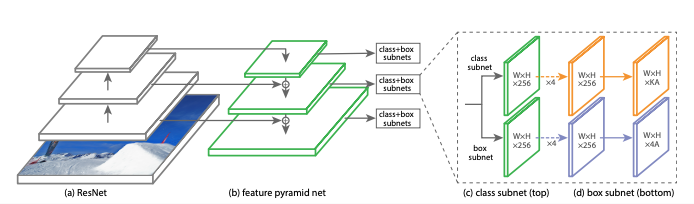 class+box
subnets
class+box
subnets
class+box
subnets
class
subnet
box
subnet
W×H
×256
×4
W×H
×256
W×H
×KA
W×H
×256
×4
W×H
×256
W×H
×4A
(a) ResNet
(b) feature pyramid net
(c) class subnet (top)
(d) box subnet (bottom)